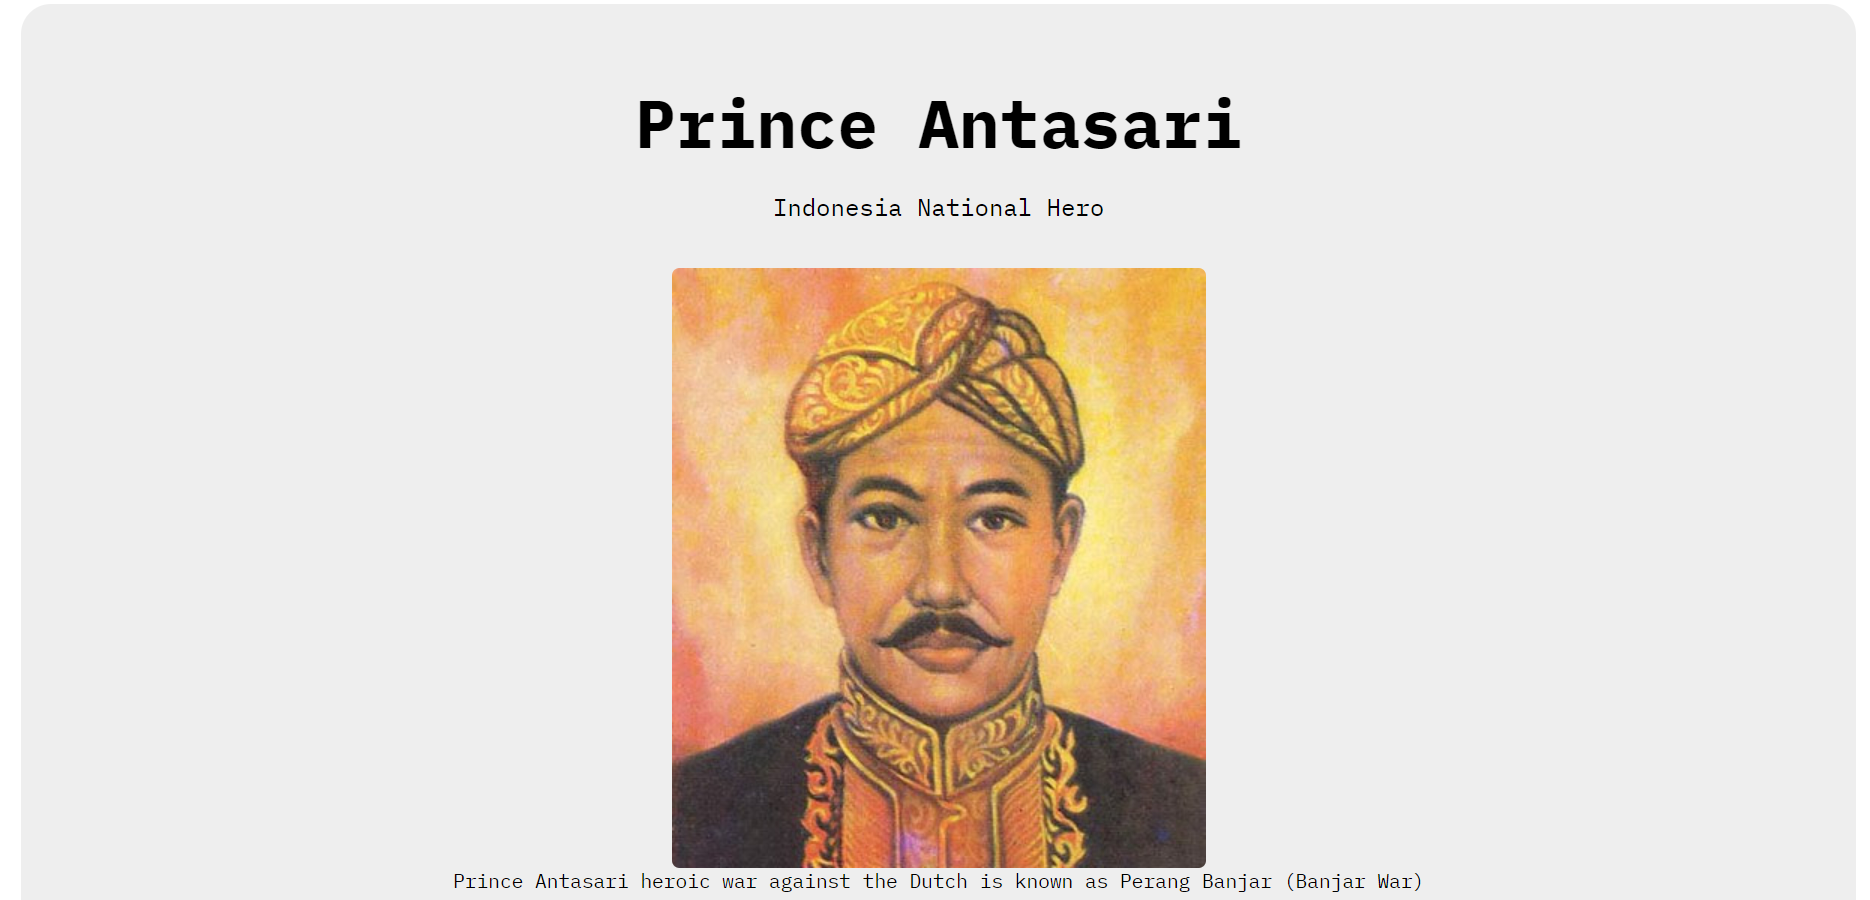 Prince Antasari
Indonesia National Hero
Prince Antasari heroic war against the Dutch is known as Perang Banjar (Banjar War)